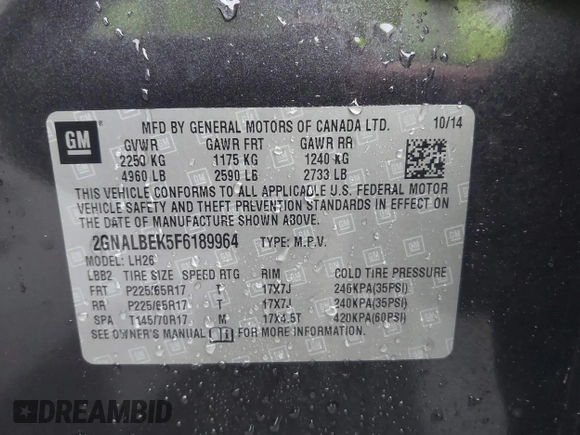 GM
MFD BY GENERAL MOTORS OF CANADA LTD. 10/14
GVWR GAWR FRT GAWR RR
2250 KG 1175 KG 1240 KG
4960 LB 2590 LB 2733 LB
THIS VEHICLE CONFORMS TO ALL APPLICABLE U.S. FEDERAL MOTOR
VEHICLE SAFETY AND THEFT PREVENTION STANDARDS IN EFFECT ON
THE DATE OF MANUFACTURE SHOWN ABOVE.
2GNALBEK5F6189964 TYPE: M.P.V.
MODEL: LH26
LBB2 TIRE SIZE SPEED RTG RIM COLD TIRE PRESSURE
FRT P225/65R17 T 17X7J 240KPA(35PSI)
RR P225/65R17 T 17X7J 240KPA(35PSI)
SPA T145/70R17 M 17X4.5T 420KPA(60PSI)
SEE OWNER'S MANUAL FOR MORE INFORMATION.
DREAMBID